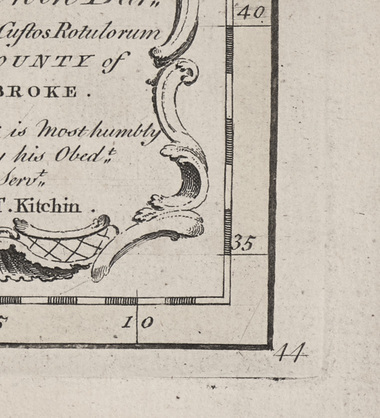 40
Custos Rotulorum
OUNTY of
BROKE .
is Most humbly
his Obed.t
Serv.t
T. Kitchin .
35
10
44